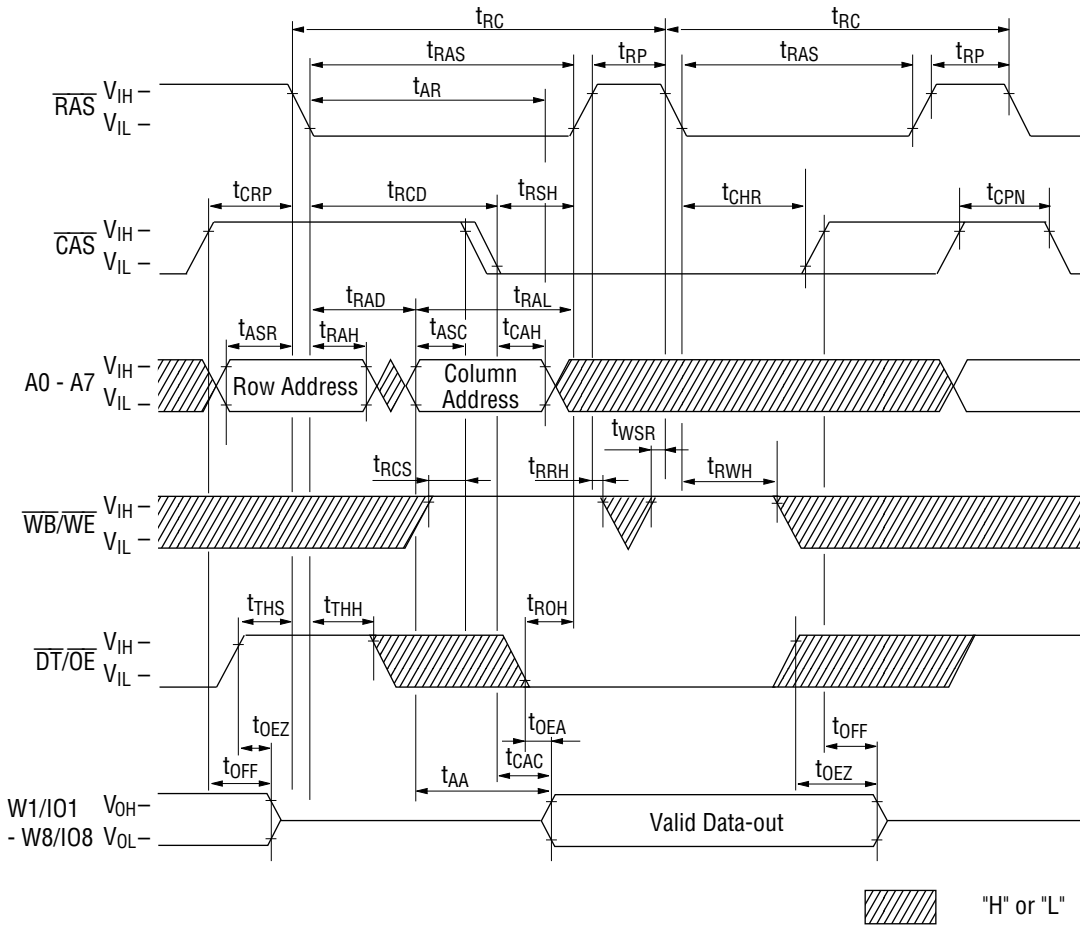 tRC tRC
tRAS tRP tRAS tRP
tAR
RAS VIH
VIL
tCRP tRCD tRSH tCHR tCPN
CAS VIH
VIL
tRAD tRAL
tASR tRAH tASC tCAH
A0 - A7 VIH
VIL
Row Address
Column
Address
tWSR
tRCS tRRH tRWH
WB/WE VIH
VIL
tTHS tTHH tROH
DT/OE VIH
VIL
tOEZ tOEA tOFF
tOFF tCAC tOEZ
tAA
W1/IO1 VOH
- W8/IO8 VOL
Valid Data-out
"H" or "L"